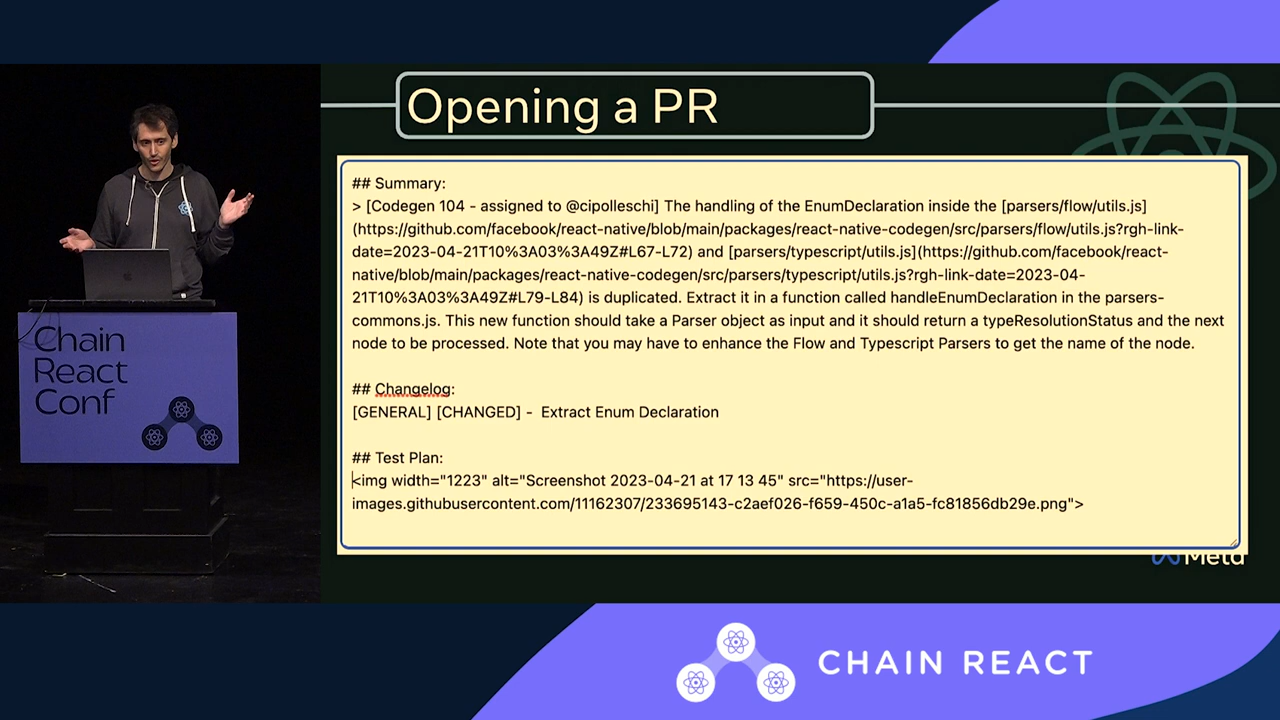 Opening a PR
## Summary:
> [Codegen 104 - assigned to @cipolleschi] The handling of the EnumDeclaration inside the [parsers/flow/utils.js]
(https://github.com/facebook/react-native/blob/main/packages/react-native-codegen/src/parsers/flow/utils.js?rgh-link-
date=2023-04-21T10%3A03%3A49Z#L67-L72) and [parsers/typescript/utils.js](https://github.com/facebook/react-
native/blob/main/packages/react-native-codegen/src/parsers/typescript/utils.js?rgh-link-date=2023-04-
21T10%3A03%3A49Z#L79-L84) is duplicated. Extract it in a function called handleEnumDeclaration in the parsers-
commons.js. This new function should take a Parser object as input and it should return a typeResolutionStatus and the next
node to be processed. Note that you may have to enhance the Flow and Typescript Parsers to get the name of the node.
## Changelog:
[GENERAL] [CHANGED] - Extract Enum Declaration
## Test Plan:
<img width="1223" alt="Screenshot 2023-04-21 at 17 13 45" src="https://user-
images.githubusercontent.com/11162307/233695143-c2aef026-f659-450c-a1a5-fc81856db29e.png">
Meta
Chain
React
Conf
CHAIN REACT